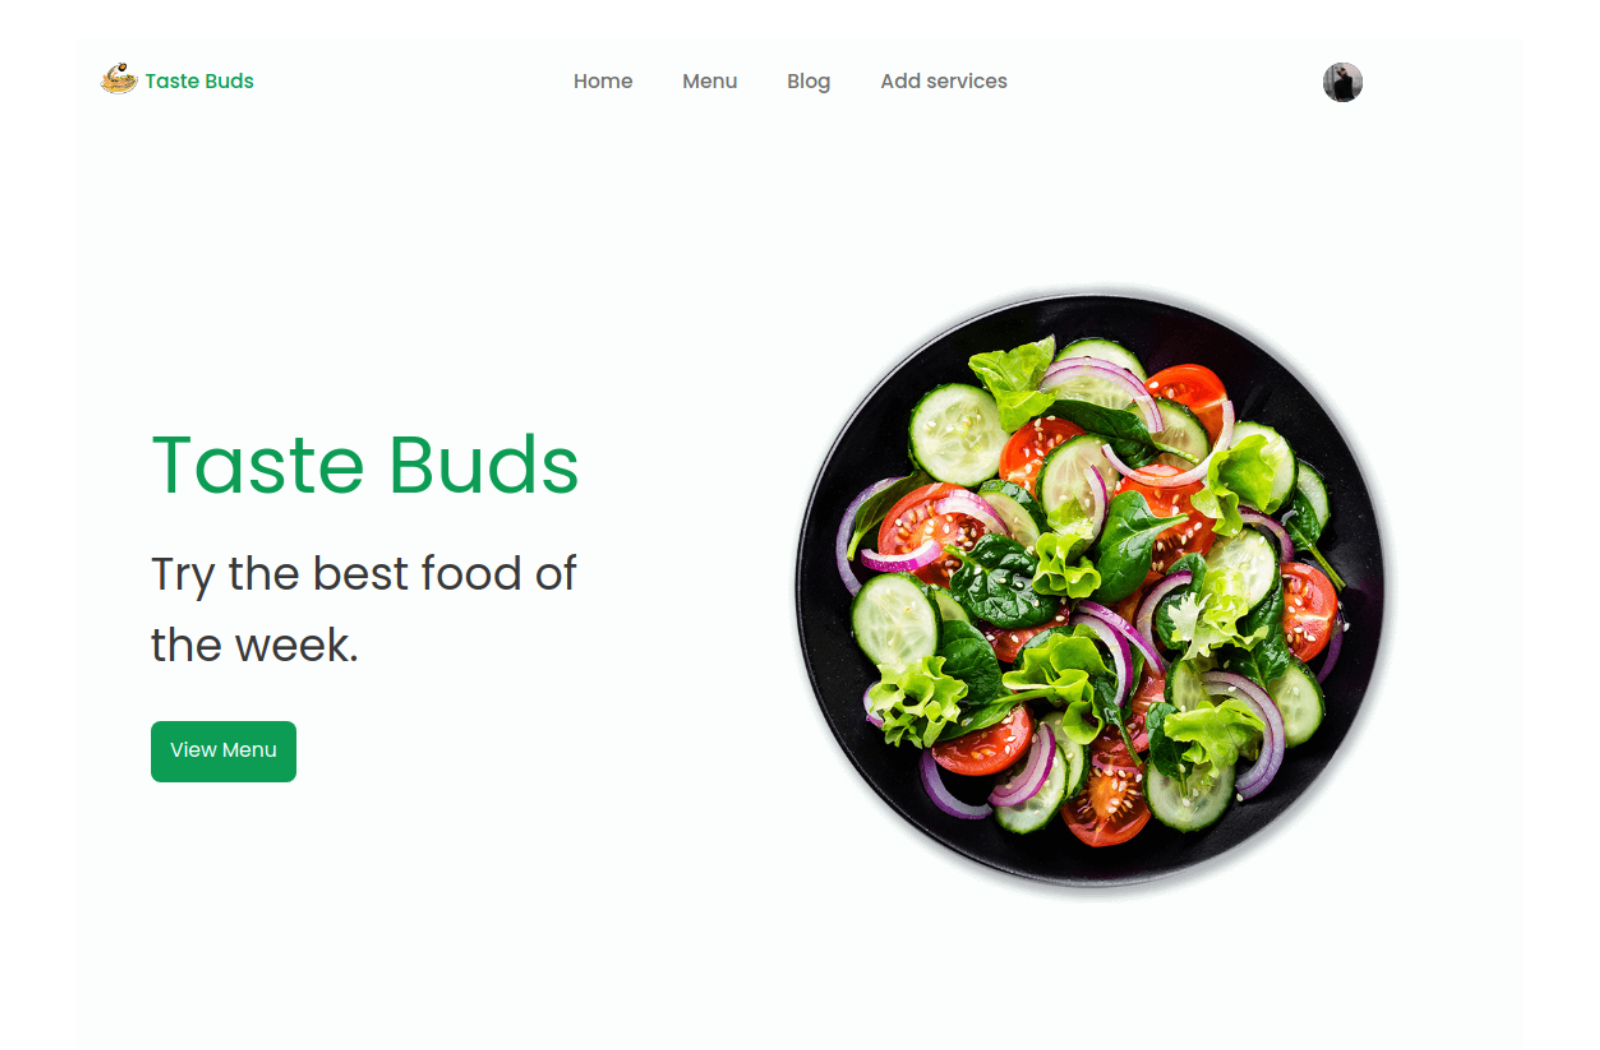 Taste Buds
Home Menu Blog Add services
Taste Buds
Try the best food of
the week.
View Menu